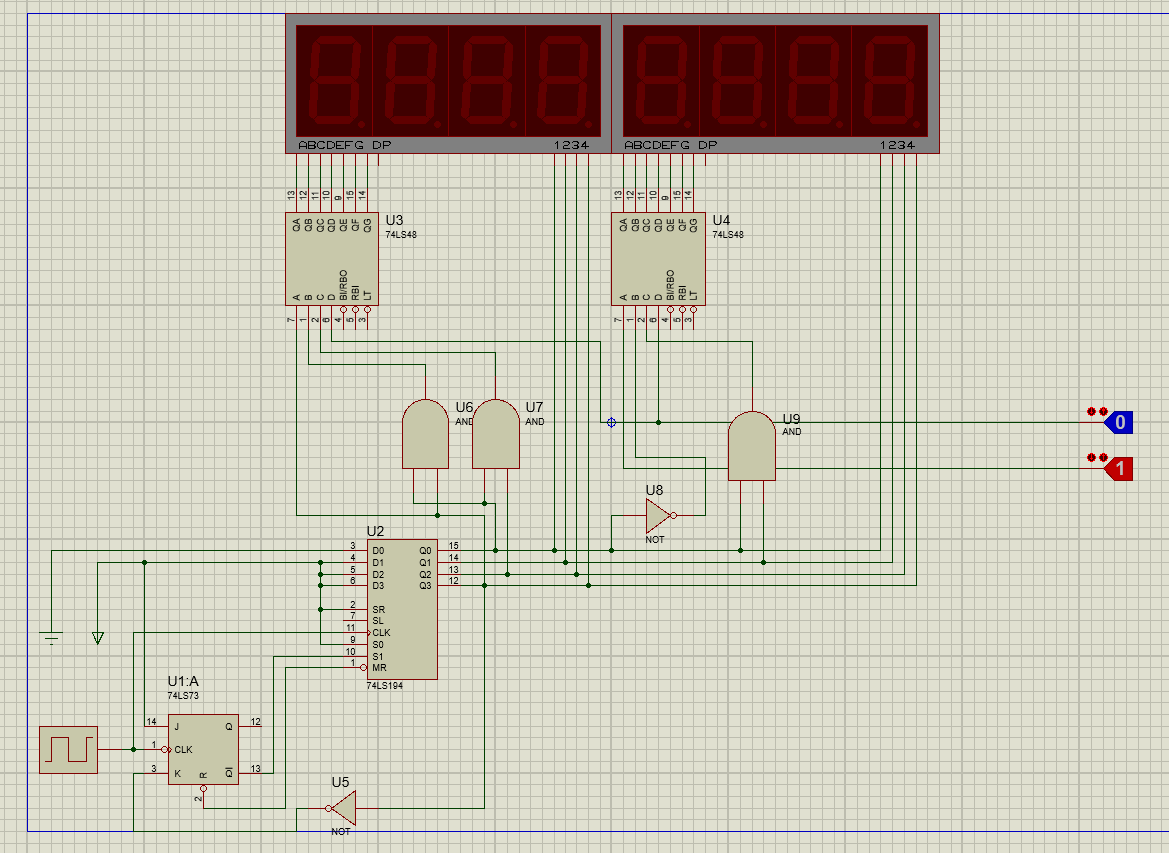 ABCDEFG DP 1234 ABCDEFG DP 1234
13 12 11 10 9 15 14 13 12 11 10 9 15 14
QA QB QC QD QE QF QG U3 QA QB QC QD QE QF QG U4
74LS48 74LS48
A B C D BI/RBO RBI LT A B C D BI/RBO RBI LT
7 1 2 6 4 5 3 7 1 2 6 4 5 3
U6 U7 U9
AND AND AND
0
1
U8
NOT
U2
3 D0 Q0 15
4 D1 Q1 14
5 D2 Q2 13
6 D3 Q3 12
2 SR
7 SL
11 CLK
9 S0
10 S1
1 MR
74LS194
U1:A
74LS73
14 J Q 12
1 CLK
3 K R Q 13
2
U5
NOT